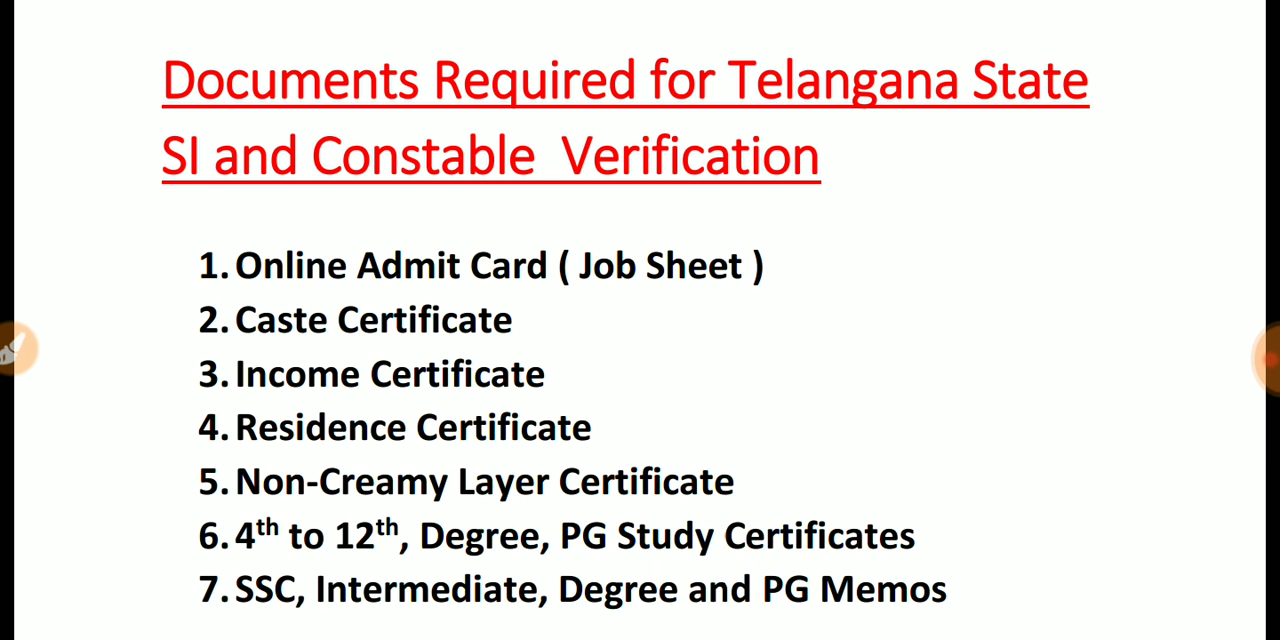 Documents Required for Telangana State
SI and Constable Verification
1. Online Admit Card ( Job Sheet )
2. Caste Certificate
3. Income Certificate
4. Residence Certificate
5. Non-Creamy Layer Certificate
6. 4th to 12th, Degree, PG Study Certificates
7. SSC, Intermediate, Degree and PG Memos